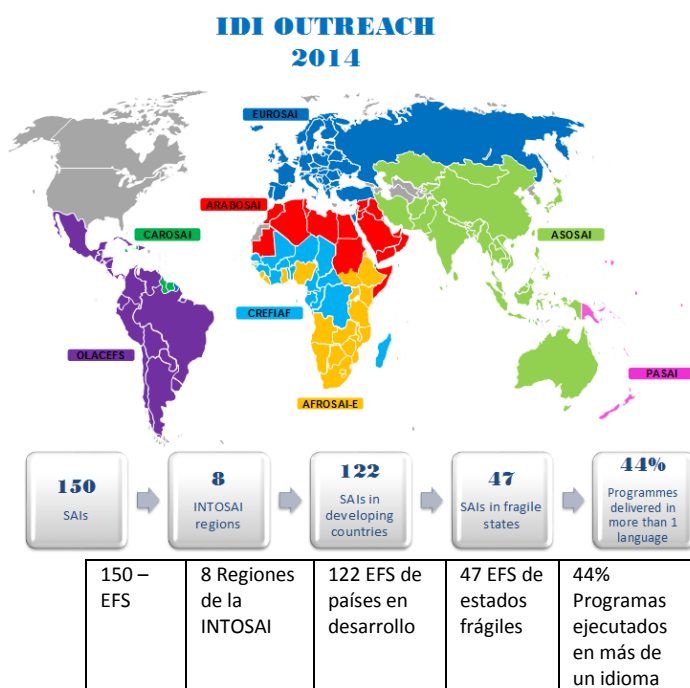 IDI OUTREACH
2014
EUROSAI
ARABOSAI
CAROSAI
ASOSAI
CREFIAF
OLACEFS
PASAI
AFROSAI-E
150
SAIs
8
INTOSAI
regions
122
SAIs in
developing
countries
47
SAIs in fragile
states
44%
Programmes
delivered in
more than 1
language
150 –
EFS
8 Regiones
de la
INTOSAI
122 EFS de
países en
desarrollo
47 EFS de
estados
frágiles
44%
Programas
ejecutados
en más de
un idioma